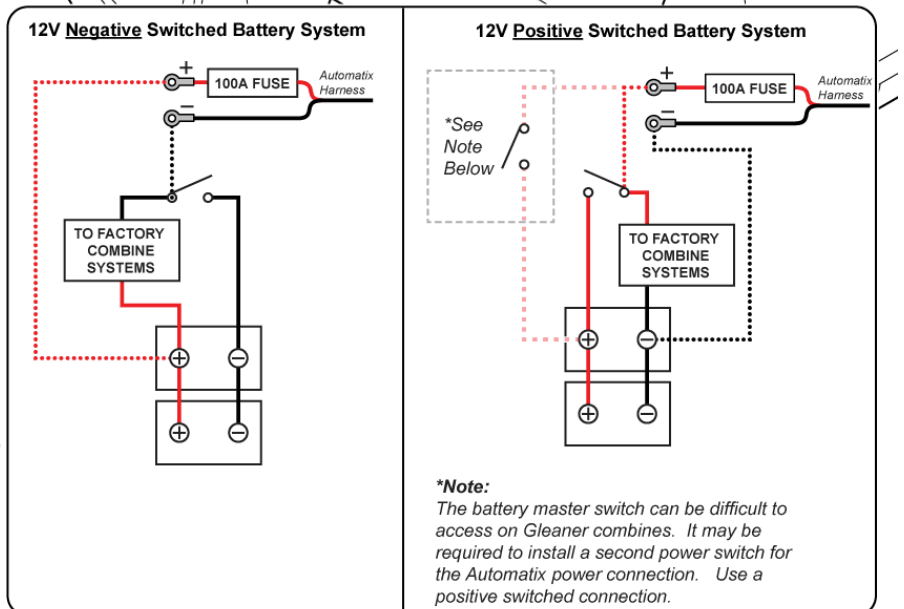 12V Negative Switched Battery System
+
100A FUSE
Automatix
Harness
−
TO FACTORY
COMBINE
SYSTEMS
+
−
+
−
12V Positive Switched Battery System
+
100A FUSE
Automatix
Harness
−
*See
Note
Below
TO FACTORY
COMBINE
SYSTEMS
+
−
+
−
*Note:
The battery master switch can be difficult to
access on Gleaner combines.  It may be
required to install a second power switch for
the Automatix power connection.   Use a
positive switched connection.